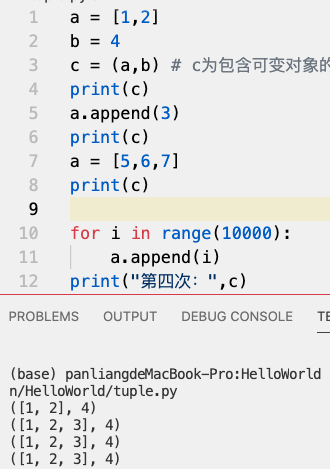 1 a = [1,2]
2 b = 4
3 c = (a,b) # c为包含可变对象的
4 print(c)
5 a.append(3)
6 print(c)
7 a = [5,6,7]
8 print(c)
9
10 for i in range(10000):
11 a.append(i)
12 print("第四次：",c)
PROBLEMS OUTPUT DEBUG CONSOLE TE
(base) panliangdeMacBook-Pro:HelloWorld
n/HelloWorld/tuple.py
([1, 2], 4)
([1, 2, 3], 4)
([1, 2, 3], 4)
([1, 2, 3], 4)